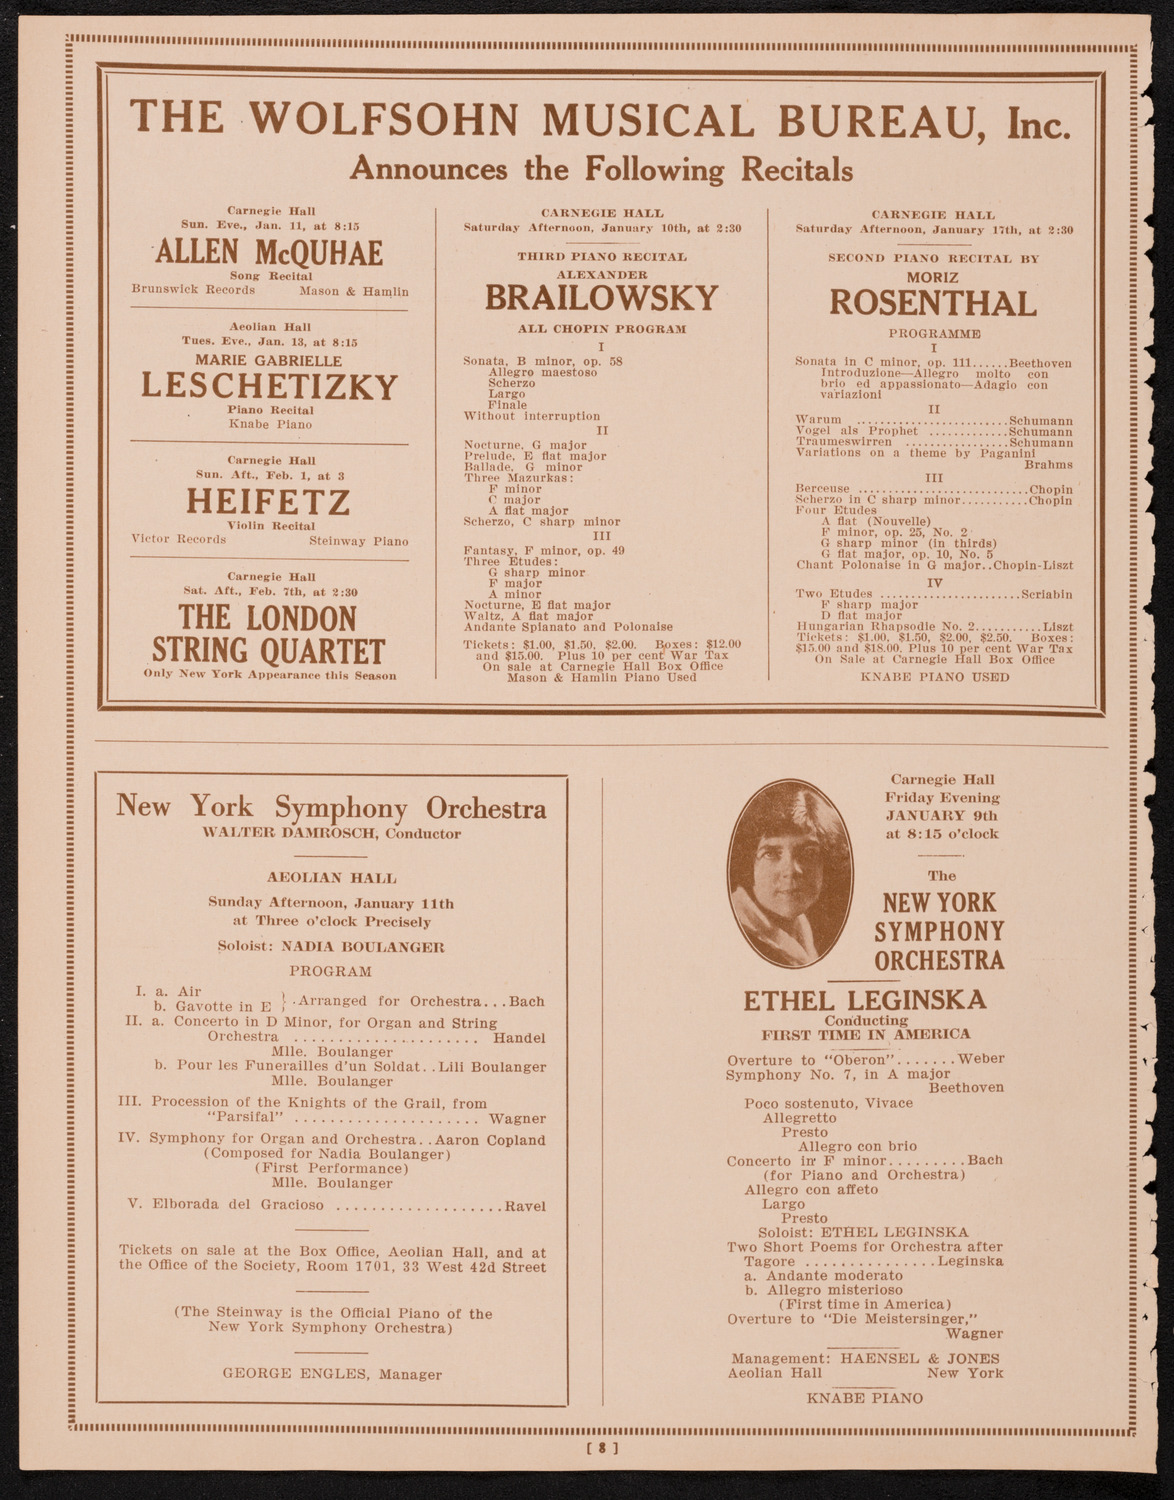 THE WOLFSOHN MUSICAL BUREAU, Inc.
Announces the Following Recitals
Carnegie Hall
Sun. Eve., Jan. 11, at 8:15
ALLEN McQUHAE
Song Recital
Brunswick Records Mason & Hamlin
Aeolian Hall
Tues. Eve., Jan. 13, at 8:15
MARIE GABRIELLE
LESCHETIZKY
Piano Recital
Knabe Piano
Carnegie Hall
Sun. Aft., Feb. 1, at 3
HEIFETZ
Violin Recital
Victor Records Steinway Piano
Carnegie Hall
Sat. Aft., Feb. 7th, at 2:30
THE LONDON
STRING QUARTET
Only New York Appearance this Season
CARNEGIE HALL
Saturday Afternoon, January 10th, at 2:30
THIRD PIANO RECITAL
ALEXANDER
BRAILOWSKY
ALL CHOPIN PROGRAM
I
Sonata, B minor, op. 58
Allegro maestoso
Scherzo
Largo
Finale
Without interruption
II
Nocturne, G major
Prelude, E flat major
Ballade, G minor
Three Mazurkas:
F minor
C major
A flat major
Scherzo, C sharp minor
III
Fantasy, F minor, op. 49
Three Etudes:
G sharp minor
F major
A minor
Nocturne, E flat major
Waltz, A flat major
Andante Spianato and Polonaise
Tickets: $1.00, $1.50, $2.00. Boxes: $12.00
and $15.00. Plus 10 per cent War Tax
On sale at Carnegie Hall Box Office
Mason & Hamlin Piano Used
CARNEGIE HALL
Saturday Afternoon, January 17th, at 2:30
SECOND PIANO RECITAL BY
MORIZ
ROSENTHAL
PROGRAMME
I
Sonata in C minor, op. 111......Beethoven
Introduzione—Allegro molto con
brio ed appassionato—Adagio con
variazioni
II
Warum ........................Schumann
Vogel als Prophet ............Schumann
Traumeswirren ................Schumann
Variations on a theme by Paganini
Brahms
III
Berceuse ...........................Chopin
Scherzo in C sharp minor...........Chopin
Four Etudes
A flat (Nouvelle)
F minor, op. 25, No. 2
G sharp minor (in thirds)
G flat major, op. 10, No. 5
Chant Polonaise in G major..Chopin-Liszt
IV
Two Etudes ......................Scriabin
F sharp major
D flat major
Hungarian Rhapsodie No. 2..........Liszt
Tickets: $1.00, $1.50, $2.00, $2.50. Boxes:
$15.00 and $18.00. Plus 10 per cent War Tax
On Sale at Carnegie Hall Box Office
KNABE PIANO USED
New York Symphony Orchestra
WALTER DAMROSCH, Conductor
AEOLIAN HALL
Sunday Afternoon, January 11th
at Three o'clock Precisely
Soloist: NADIA BOULANGER
PROGRAM
I. a. Air
b. Gavotte in E } .Arranged for Orchestra...Bach
II. a. Concerto in D Minor, for Organ and String
Orchestra ..................... Handel
Mlle. Boulanger
b. Pour les Funerailles d'un Soldat..Lili Boulanger
Mlle. Boulanger
III. Procession of the Knights of the Grail, from
"Parsifal" ..................... Wagner
IV. Symphony for Organ and Orchestra..Aaron Copland
(Composed for Nadia Boulanger)
(First Performance)
Mlle. Boulanger
V. Elborada del Gracioso ...................Ravel
Tickets on sale at the Box Office, Aeolian Hall, and at
the Office of the Society, Room 1701, 33 West 42d Street
(The Steinway is the Official Piano of the
New York Symphony Orchestra)
GEORGE ENGLES, Manager
Carnegie Hall
Friday Evening
JANUARY 9th
at 8:15 o'clock
The
NEW YORK
SYMPHONY
ORCHESTRA
ETHEL LEGINSKA
Conducting
FIRST TIME IN AMERICA
Overture to "Oberon".......Weber
Symphony No. 7, in A major
Beethoven
Poco sostenuto, Vivace
Allegretto
Presto
Allegro con brio
Concerto in F minor.........Bach
(for Piano and Orchestra)
Allegro con affeto
Largo
Presto
Soloist: ETHEL LEGINSKA
Two Short Poems for Orchestra after
Tagore ...............Leginska
a. Andante moderato
b. Allegro misterioso
(First time in America)
Overture to "Die Meistersinger,"
Wagner
Management: HAENSEL & JONES
Aeolian Hall New York
KNABE PIANO
[ 8 ]